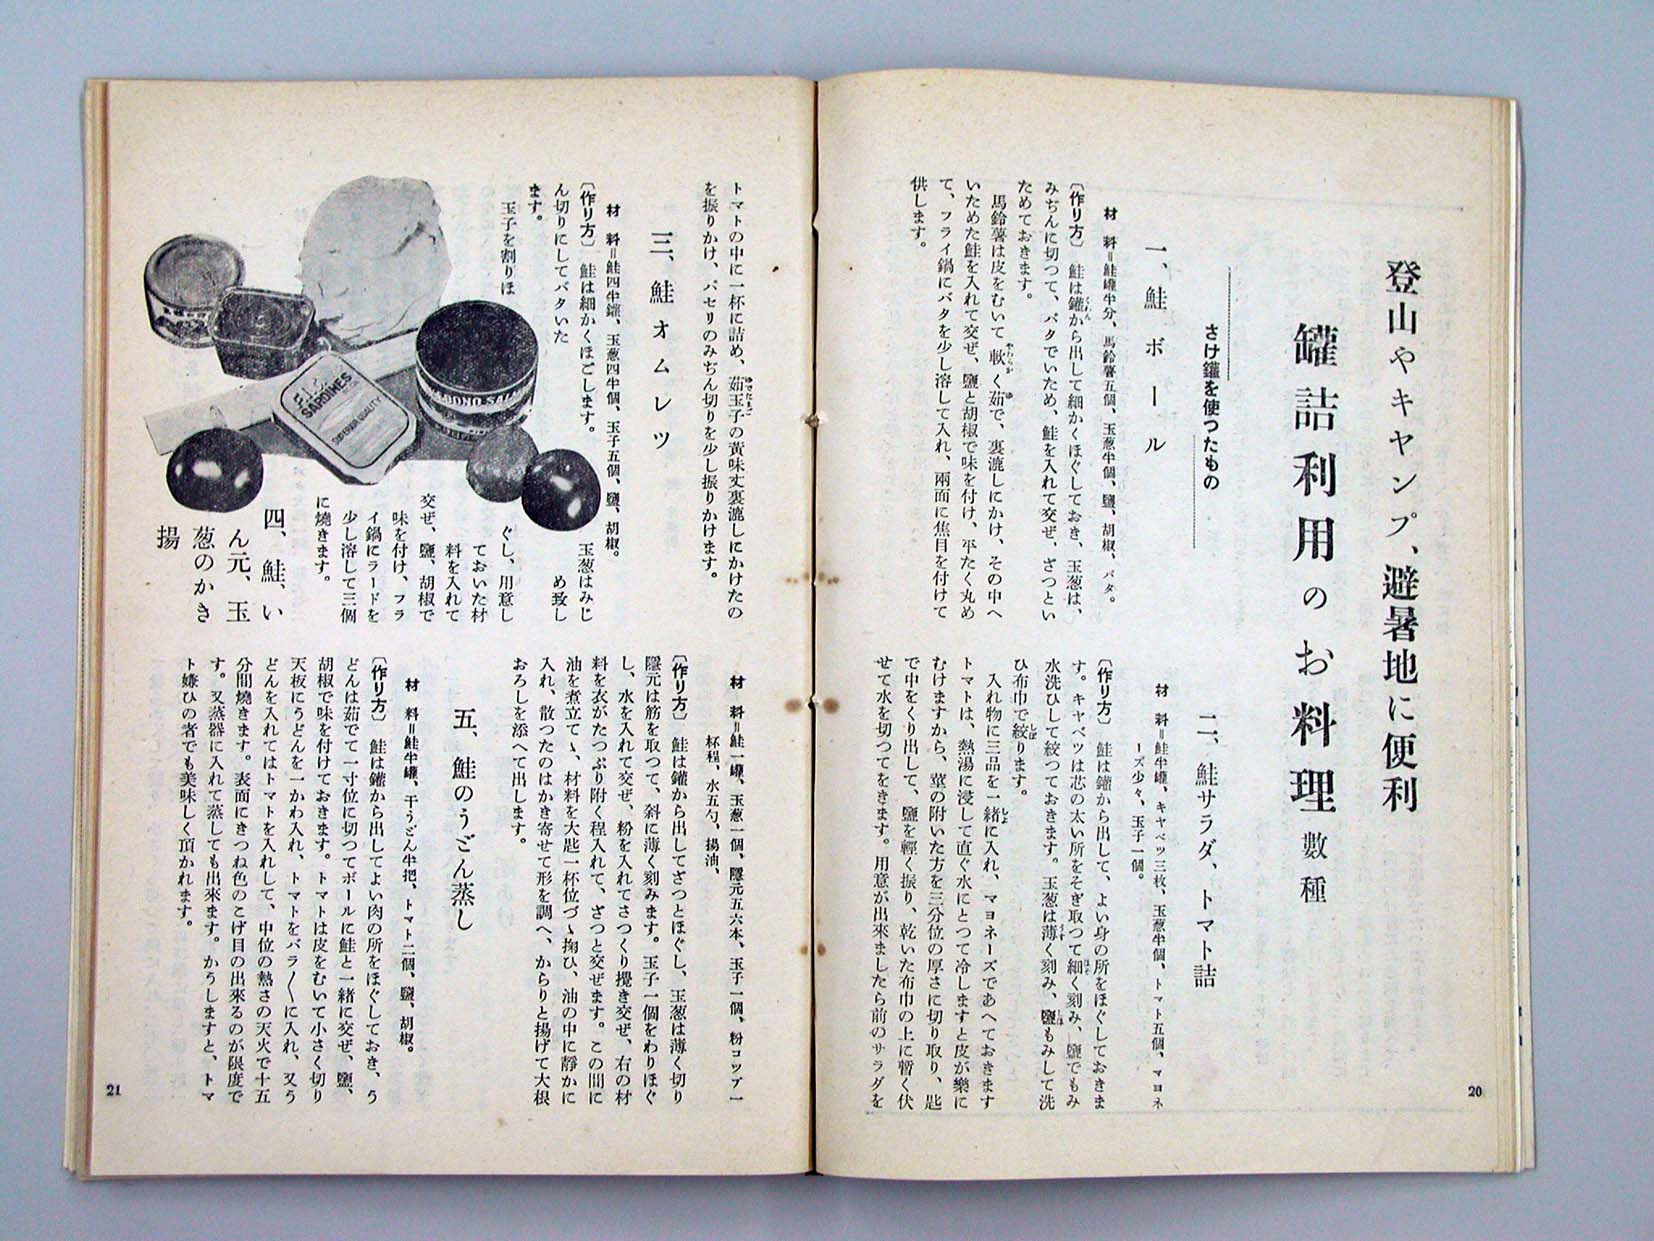 登山やキヤンプ、避暑地に便利
罐詰利用のお料理數種
さけ罐を使つたもの
一、鮭ボール
材　料＝鮭罐半分、馬鈴薯五個、玉葱半個、鹽、胡椒、バタ。
〔作り方〕　鮭は罐から出して細かくほぐしておき、玉葱は、
みぢんに切つて、バタでいため、鮭を入れて交ぜ、ざつとい
ためておきます。
馬鈴薯は皮をむいて軟く茹で、裏漉しにかけ、その中へ
いためた鮭を入れて交ぜ、鹽と胡椒で味を付け、平たく丸め
て、フライ鍋にバタを少し溶して入れ、兩面に焦目を付けて
供します。
二、鮭サラダ、トマト詰
材　料＝鮭半罐、キヤベツ三枚、玉葱半個、トマト五個、マヨネ
ーズ少々、玉子一個。
〔作り方〕　鮭は罐から出して、よい身の所をほぐしておきま
す。キヤベツは芯の太い所をそぎ取つて細く刻み、鹽でもみ
水洗ひして絞つておきます。玉葱は薄く刻み、鹽もみして洗
ひ布巾で絞ります。
入れ物に三品を一緒に入れ、マヨネーズであへておきます
トマトは、熱湯に浸して直ぐ水にとつて冷しますと皮が樂に
むけますから、莖の附いた方を三分位の厚さに切り取り、匙
で中をくり出して、鹽を輕く振り、乾いた布巾の上に暫く伏
せて水を切つてをきます。用意が出來ましたら前のサラダを
20
トマトの中に一杯に詰め、茹玉子の黄味丈裏漉しにかけたの
を振りかけ、パセリのみぢん切りを少し振りかけます。
三、鮭オムレツ
材　料＝鮭四半罐、玉葱四半個、玉子五個、鹽、胡椒。
〔作り方〕　鮭は細かくほごします。玉葱はみじ
ん切りにしてバタいため致し
ます。
玉子を割りほぐし、用意し
ておいた材
料を入れて
交ぜ、鹽、胡椒で
味を付け、フラ
イ鍋にラードを
少し溶して三個
に燒きます。
SARDINES
SUPERIOR QUALITY
四、鮭、い
ん元、玉
葱のかき
揚
材　料＝鮭一罐、玉葱一個、隱元五六本、玉子一個、粉コツプ一
杯程、水五勺、揚油、
〔作り方〕　鮭は罐から出してざつとほぐし、玉葱は薄く切り
隱元は筋を取つて、斜に薄く刻みます。玉子一個をわりほぐ
し、水を入れて交ぜ、粉を入れてさつくり攪き交ぜ、右の材
料を衣がたつぷり附く程入れて、ざつと交ぜます。この間に
油を煮立てゝ、材料を大匙一杯位づゝ掬ひ、油の中に靜かに
入れ、散つたのはかき寄せて形を調へ、からりと揚げて大根
おろしを添へて出します。
五、鮭のうどん蒸し
材　料＝鮭半罐、干うどん半把、トマト二個、鹽、胡椒。
〔作り方〕　鮭は罐から出してよい肉の所をほぐしておき、う
どんは茹でて一寸位に切つてボールに鮭と一緒に交ぜ、鹽、
胡椒で味を付けておきます。トマトは皮をむいて小さく切り
天板にうどんを一かわ入れ、トマトをバラ〳〵に入れ、又う
どんを入れてはトマトを入れして、中位の熱さの天火で十五
分間燒きます。表面にきつね色のこげ目の出來るのが限度で
す。又蒸器に入れて蒸しても出來ます。かうしますと、トマ
ト嫌ひの者でも美味しく頂かれます。
21